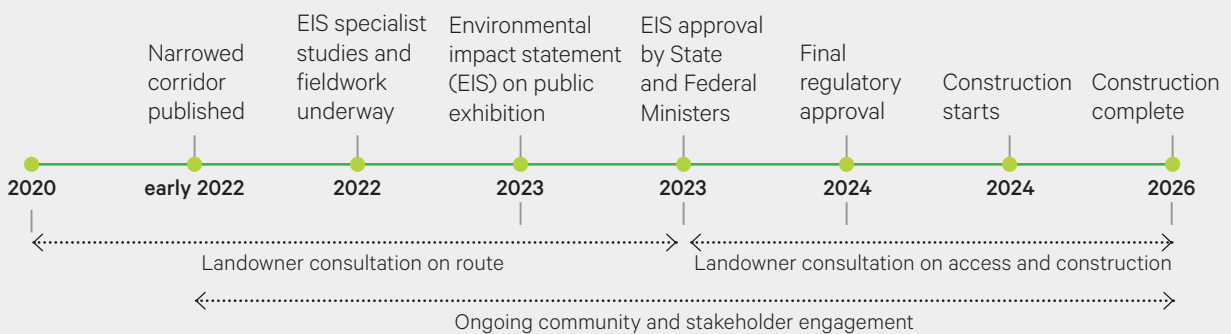 Narrowed
corridor
published
EIS specialist
studies and
fieldwork
underway
Environmental
impact statement
(EIS) on public
exhibition
EIS approval
by State
and Federal
Ministers
Final
regulatory
approval
Construction
starts
Construction
complete
2020
early 2022
2022
2023
2023
2024
2024
2026
Landowner consultation on route
Landowner consultation on access and construction
Ongoing community and stakeholder engagement